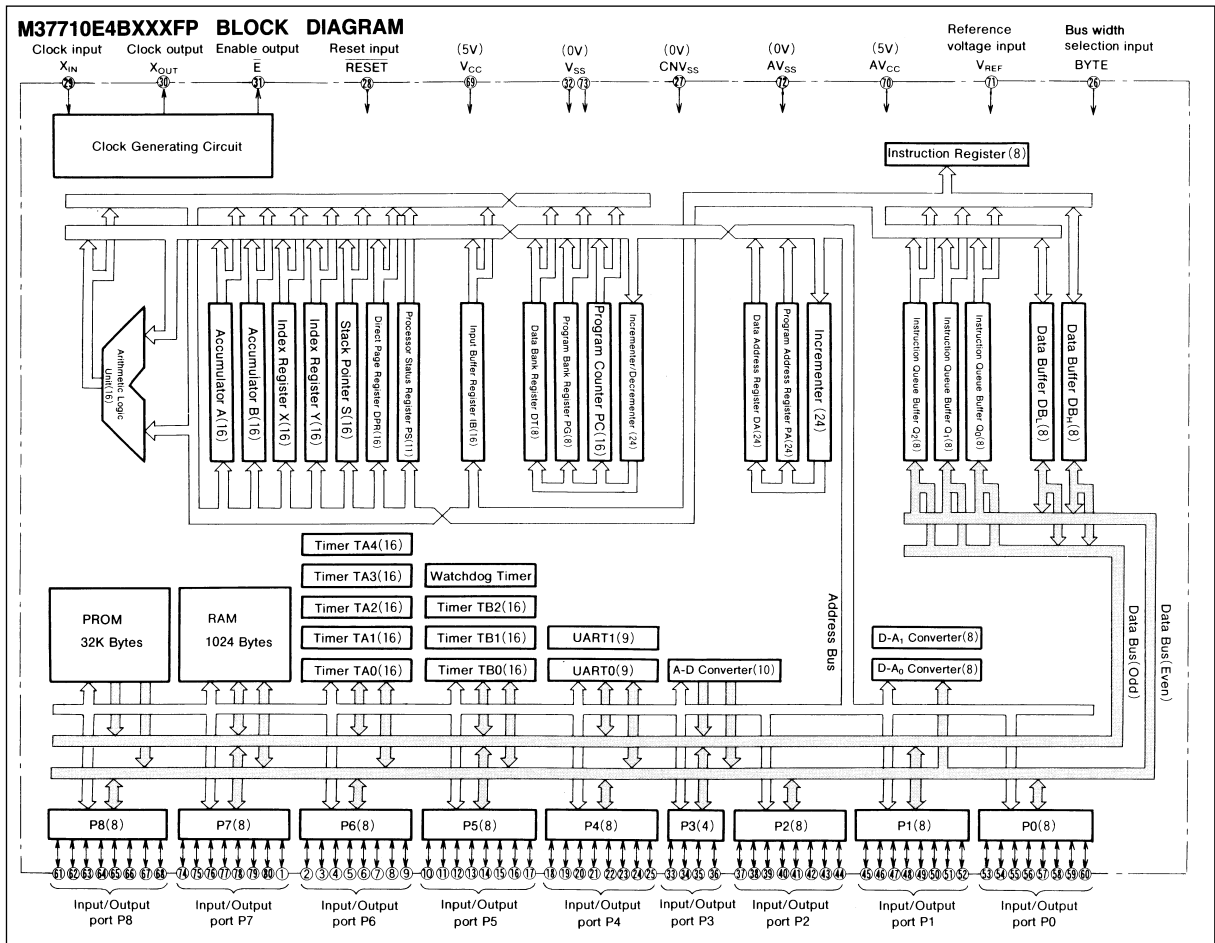 M37710E4BXXXFP BLOCK DIAGRAM
Clock input
XIN
29
Clock output
XOUT
30
Enable output
E
31
Reset input
RESET
28
(5V)
VCC
69
(0V)
VSS
32 73
(0V)
CNVSS
27
(0V)
AVSS
72
(5V)
AVCC
70
Reference
voltage input
VREF
71
Bus width
selection input
BYTE
26
Clock Generating Circuit
Instruction Register(8)
Arithmetic Logic
Unit(16)
Accumulator A(16)
Accumulator B(16)
Index Register X(16)
Index Register Y(16)
Stack Pointer S(16)
Direct Page Register DPR(16)
Processor Status Register PS(11)
Input Buffer Register IB(16)
Data Bank Register DT(8)
Program Bank Register PG(8)
Program Counter PC(16)
Incrementer/Decrementer (24)
Data Address Register DA(24)
Program Address Register PA(24)
Incrementer (24)
Instruction Queue Buffer Q2(8)
Instruction Queue Buffer Q1(8)
Instruction Queue Buffer Q0(8)
Data Buffer DBL(8)
Data Buffer DBH(8)
Timer TA4(16)
Timer TA3(16)
Timer TA2(16)
Timer TA1(16)
Timer TA0(16)
Watchdog Timer
Timer TB2(16)
Timer TB1(16)
Timer TB0(16)
PROM
32K Bytes
RAM
1024 Bytes
UART1(9)
UART0(9)
A-D Converter(10)
Address Bus
D-A1 Converter(8)
D-A0 Converter(8)
Data Bus(Odd)
Data Bus(Even)
P8(8) P7(8) P6(8) P5(8) P4(8) P3(4) P2(8) P1(8) P0(8)
61 62 63 64 65 66 67 68 74 75 76 77 78 79 80 1 2 3 4 5 6 7 8 9 10 11 12 13 14 15 16 17 18 19 20 21 22 23 24 25 33 34 35 36 37 38 39 40 41 42 43 44 45 46 47 48 49 50 51 52 53 54 55 56 57 58 59 60
Input/Output
port P8
Input/Output
port P7
Input/Output
port P6
Input/Output
port P5
Input/Output
port P4
Input/Output
port P3
Input/Output
port P2
Input/Output
port P1
Input/Output
port P0